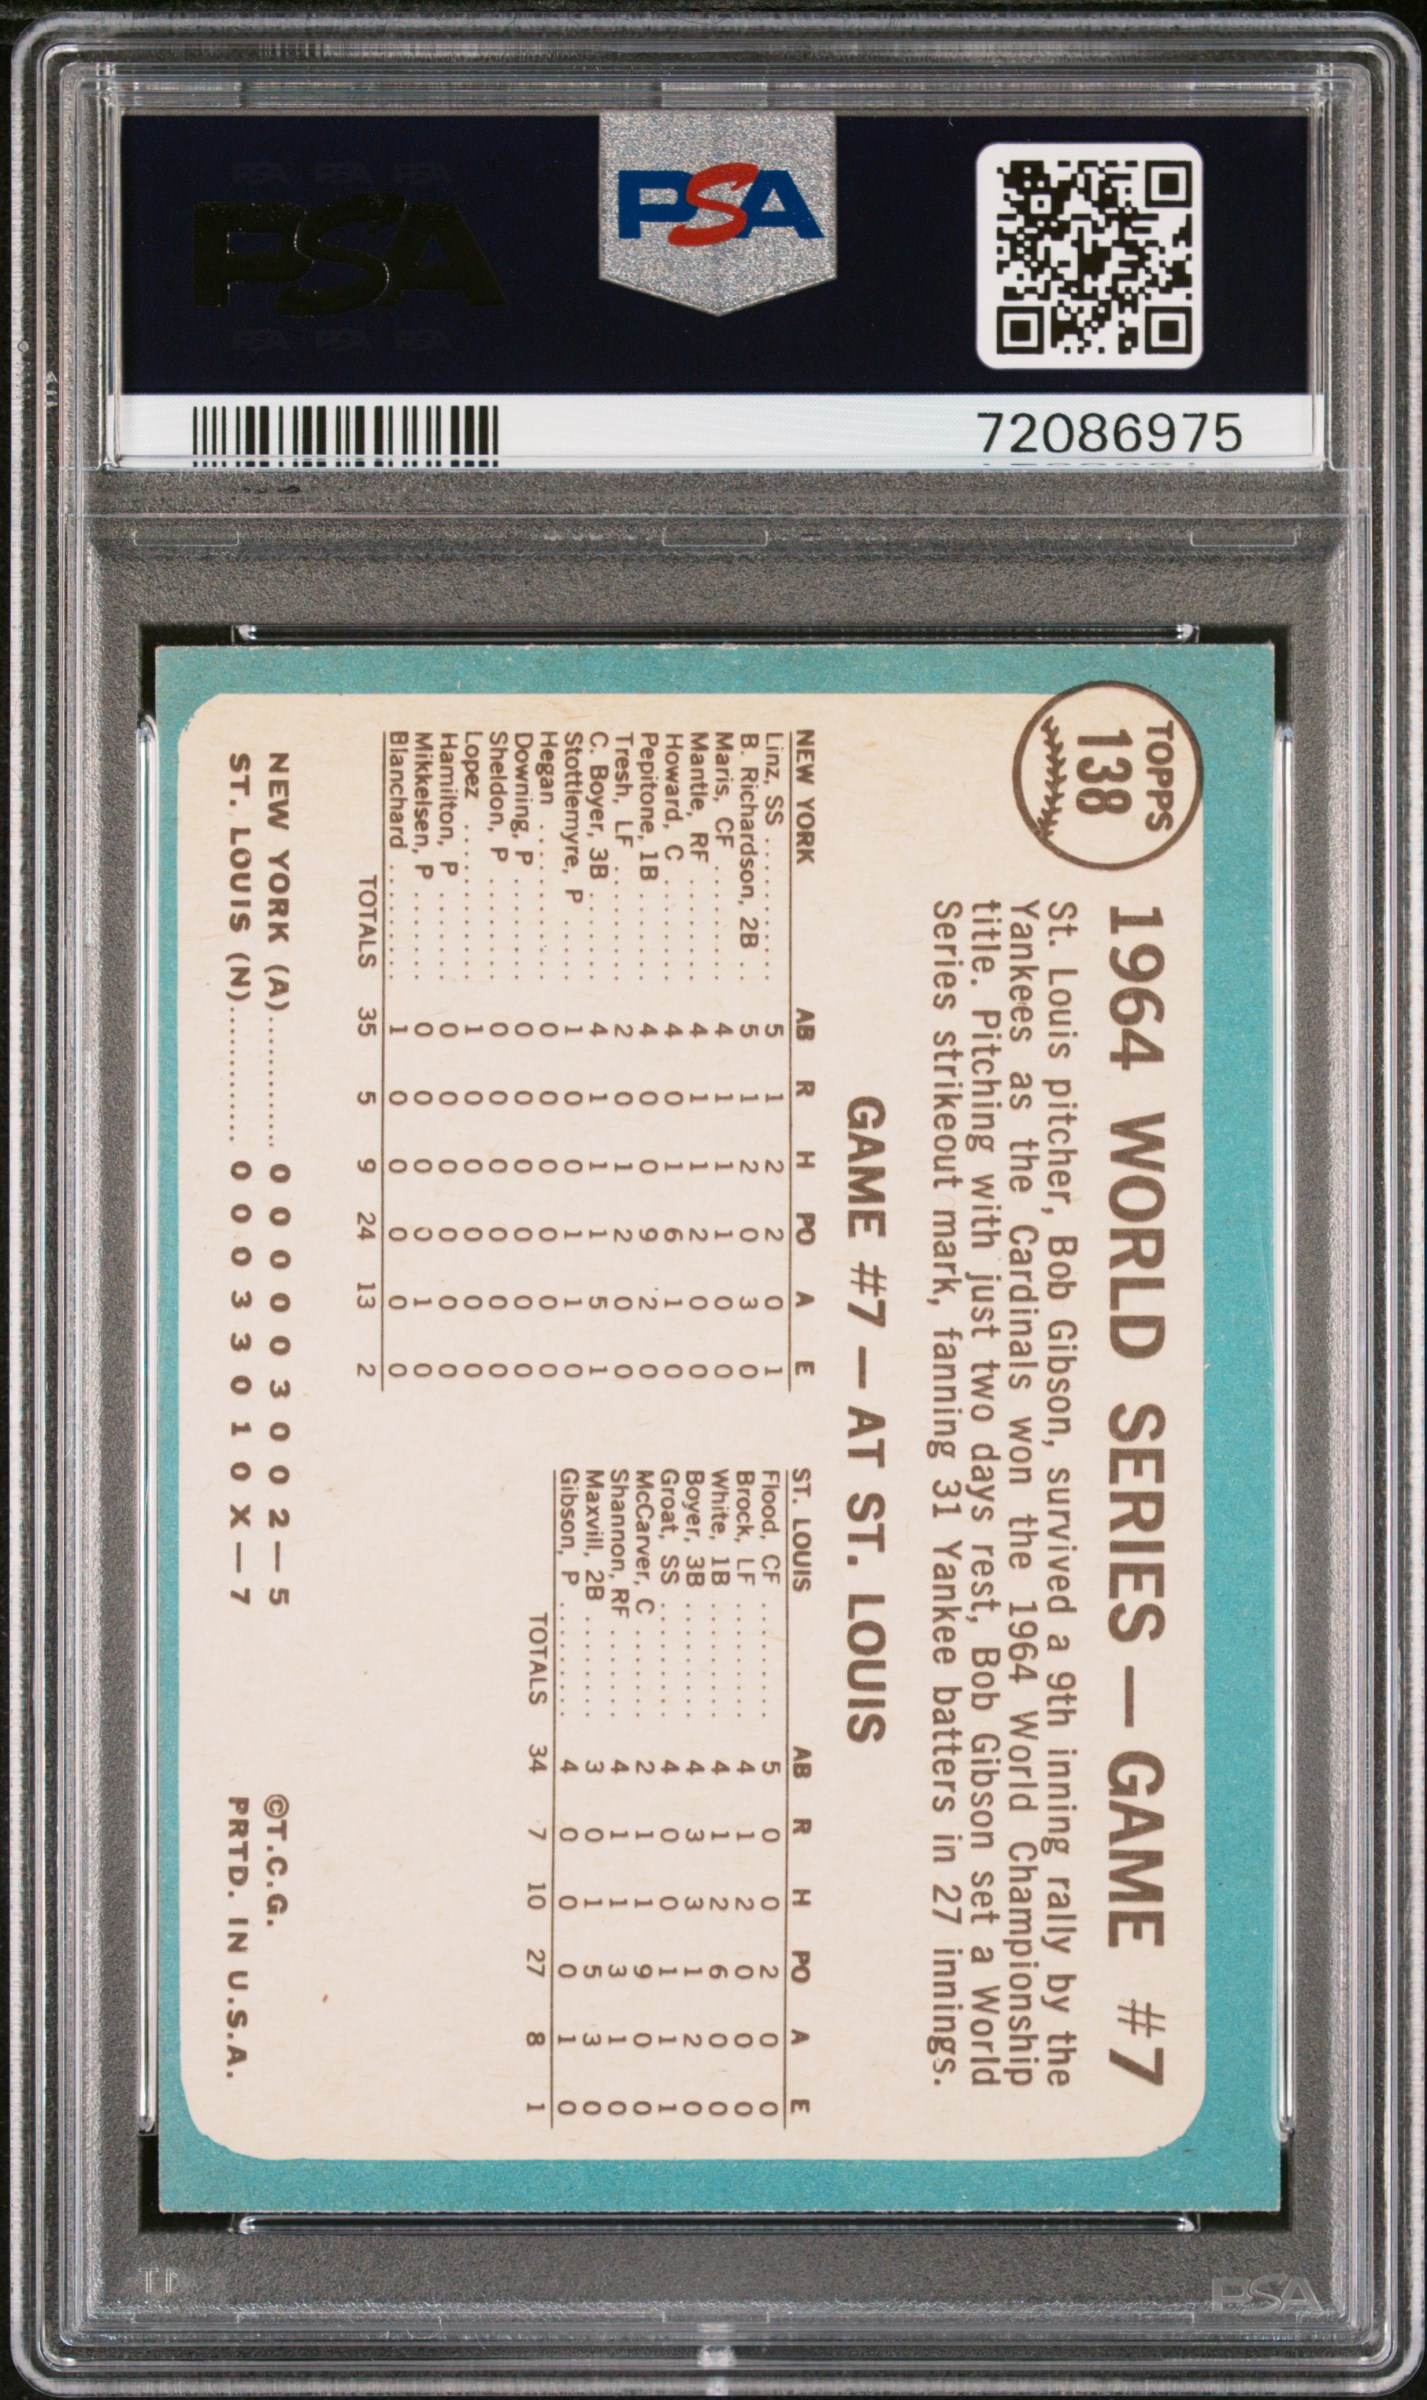 PSA PSA PSA
PSA
PSA PSA PSA
PSA
72086975
TOPPS
138
1964 WORLD SERIES — GAME #7
St. Louis pitcher, Bob Gibson, survived a 9th inning rally by the
Yankees as the Cardinals won the 1964 World Championship
title. Pitching with just two days rest, Bob Gibson set a World
Series strikeout mark, fanning 31 Yankee batters in 27 innings.
GAME #7 — AT ST. LOUIS
NEW YORK AB R H PO A E
Linz, SS ........... 5 1 2 2 0 1
B. Richardson, 2B .. 5 1 2 0 3 0
Maris, CF .......... 4 1 1 1 0 0
Mantle, RF ......... 4 1 1 2 0 0
Howard, C .......... 4 0 1 6 1 0
Pepitone, 1B ....... 4 0 0 9 2 0
Tresh, LF .......... 2 0 1 2 0 0
C. Boyer, 3B ....... 4 1 1 1 5 1
Stottlemyre, P ..... 1 0 0 1 1 0
Hegan .............. 0 0 0 0 0 0
Downing, P ......... 0 0 0 0 0 0
Sheldon, P ......... 0 0 0 0 0 0
Lopez .............. 1 0 0 0 0 0
Hamilton, P ........ 0 0 0 0 0 0
Mikkelsen, P ....... 0 0 0 0 1 0
Blanchard .......... 1 0 0 0 0 0
TOTALS 35 5 9 24 13 2
ST. LOUIS AB R H PO A E
Flood, CF .......... 5 0 0 2 0 0
Brock, LF .......... 4 1 2 0 0 0
White, 1B .......... 4 1 2 6 0 0
Boyer, 3B .......... 4 3 3 1 2 0
Groat, SS .......... 4 0 0 1 1 1
McCarver, C ........ 2 1 1 9 0 0
Shannon, RF ........ 4 1 1 3 1 0
Maxvill, 2B ........ 3 0 1 5 3 0
Gibson, P .......... 4 0 0 0 1 0
TOTALS 34 7 10 27 8 1
NEW YORK (A)............ 0 0 0 0 0 3 0 0 2 — 5
ST. LOUIS (N)............ 0 0 0 3 3 0 1 0 X — 7
©T.C.G.
PRTD. IN U.S.A.
PSA